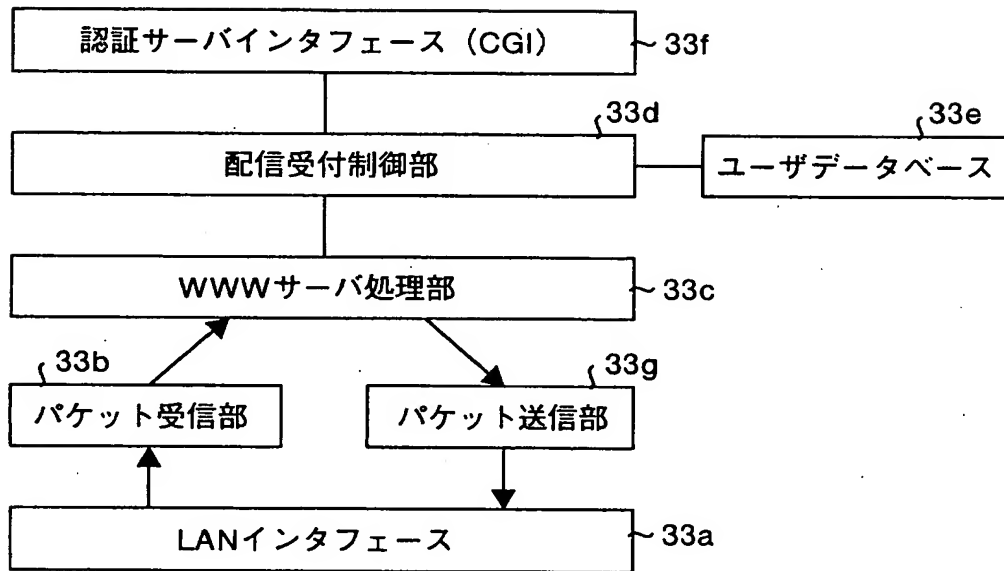 認証サーバインタフェース（CGI）
33f
33d
配信受付制御部
33e
ユーザデータベース
WWWサーバ処理部
33c
33b
パケット受信部
33g
パケット送信部
LANインタフェース
33a